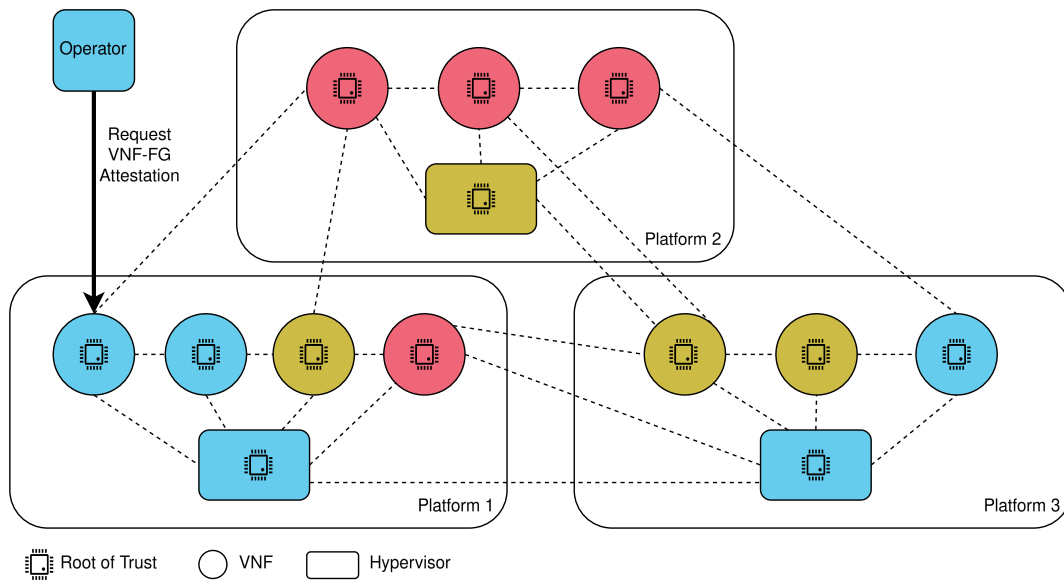 Operator
Request
VNF-FG
Attestation
Platform 2
Platform 1
Platform 3
Root of Trust
VNF
Hypervisor